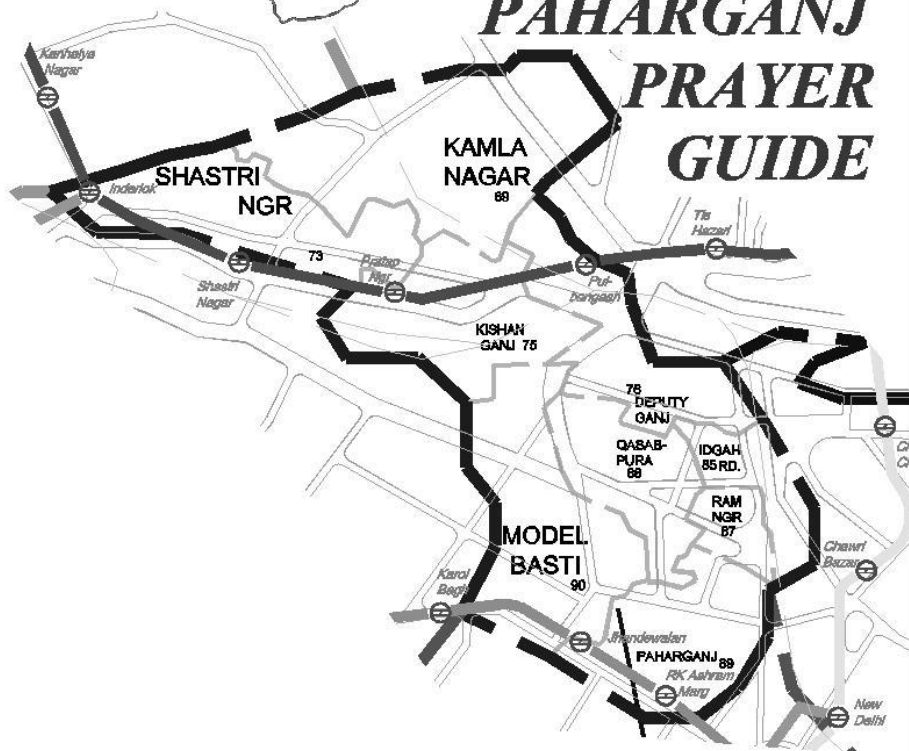 PAHARGANJ
PRAYER
GUIDE
Kanhaiya
Nagar
KAMLA
NAGAR
69
SHASTRI
NGR
Inderlok
Tis
Hazari
73
Pratap
Ngr
Shastri
Nagar
Pul-
bangash
KISHAN
GANJ 75
76
DEPUTY
GANJ
QASAB-
PURA
88
IDGAH
85 RD.
RAM
NGR
87
MODEL
BASTI
90
Chawri
Bazar
Karol
Bagh
Jhandewalan
PAHARGANJ 89
RK Ashram
Marg
New
Delhi